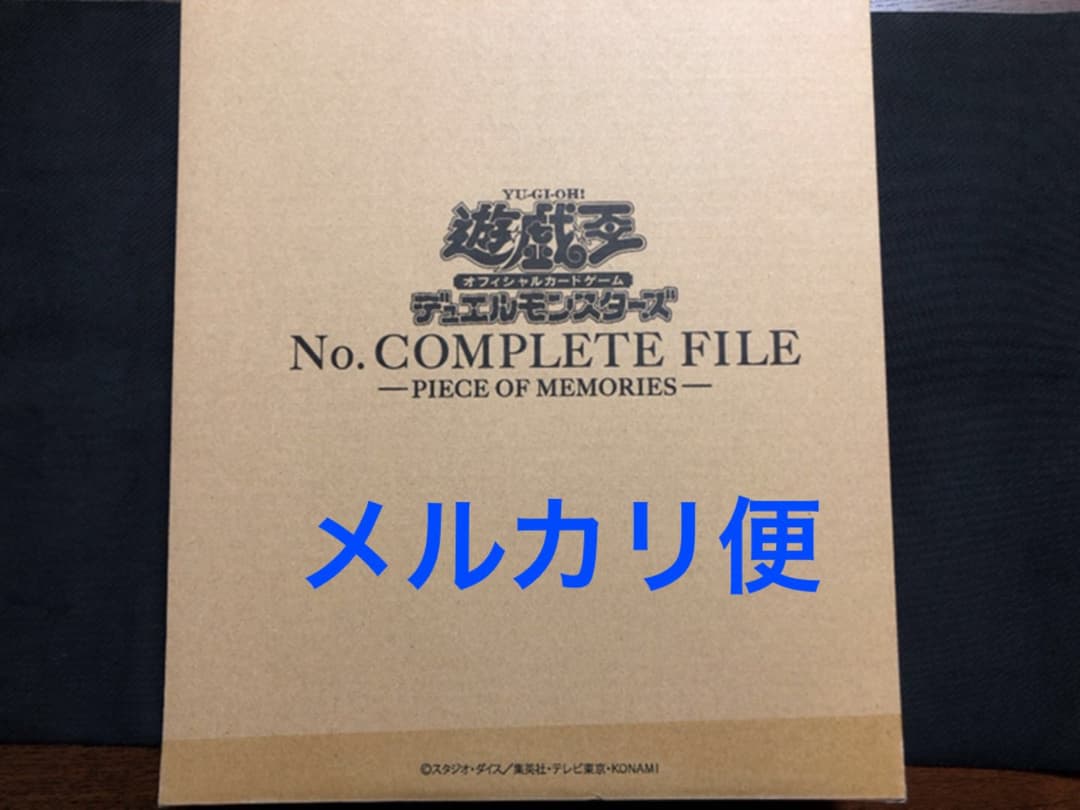 YU-GI-OH!
遊戯王
オフィシャルカードゲーム
デュエルモンスターズ
No. COMPLETE FILE
—PIECE OF MEMORIES—
メルカリ便
©スタジオ・ダイス/集英社・テレビ東京・KONAMI